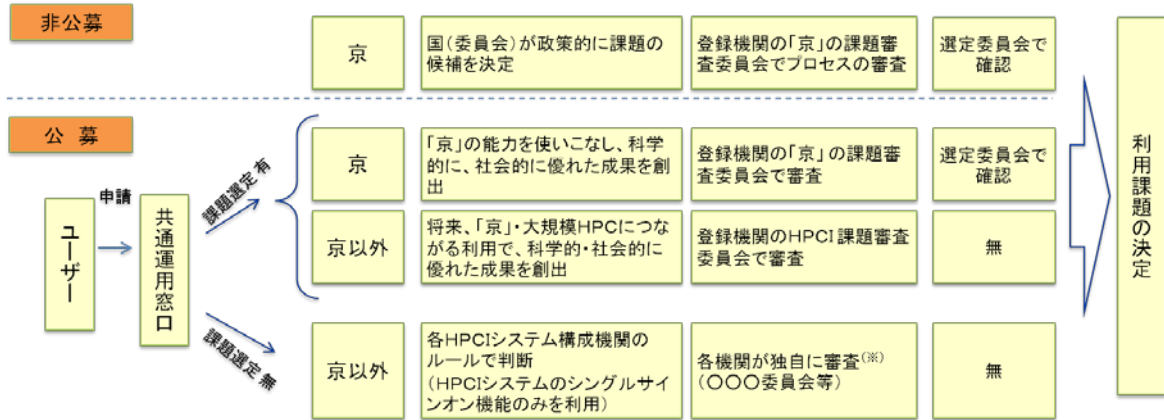 非公募
京
国(委員会)が政策的に課題の
候補を決定
登録機関の「京」の課題審
査委員会でプロセスの審査
選定委員会で
確認
公 募
ユーザー
申請
共通運用窓口
課題選定 有
京
「京」の能力を使いこなし、科学
的に、社会的に優れた成果を創
出
登録機関の「京」の課題審
査委員会で審査
選定委員会で
確認
京以外
将来、「京」・大規模HPCにつな
がる利用で、科学的・社会的に
優れた成果を創出
登録機関のHPCI課題審査
委員会で審査
無
課題選定 無
京以外
各HPCIシステム構成機関の
ルールで判断
(HPCIシステムのシングルサイ
ンオン機能のみを利用)
各機関が独自に審査(※)
(〇〇〇委員会等)
無
利用課題の決定